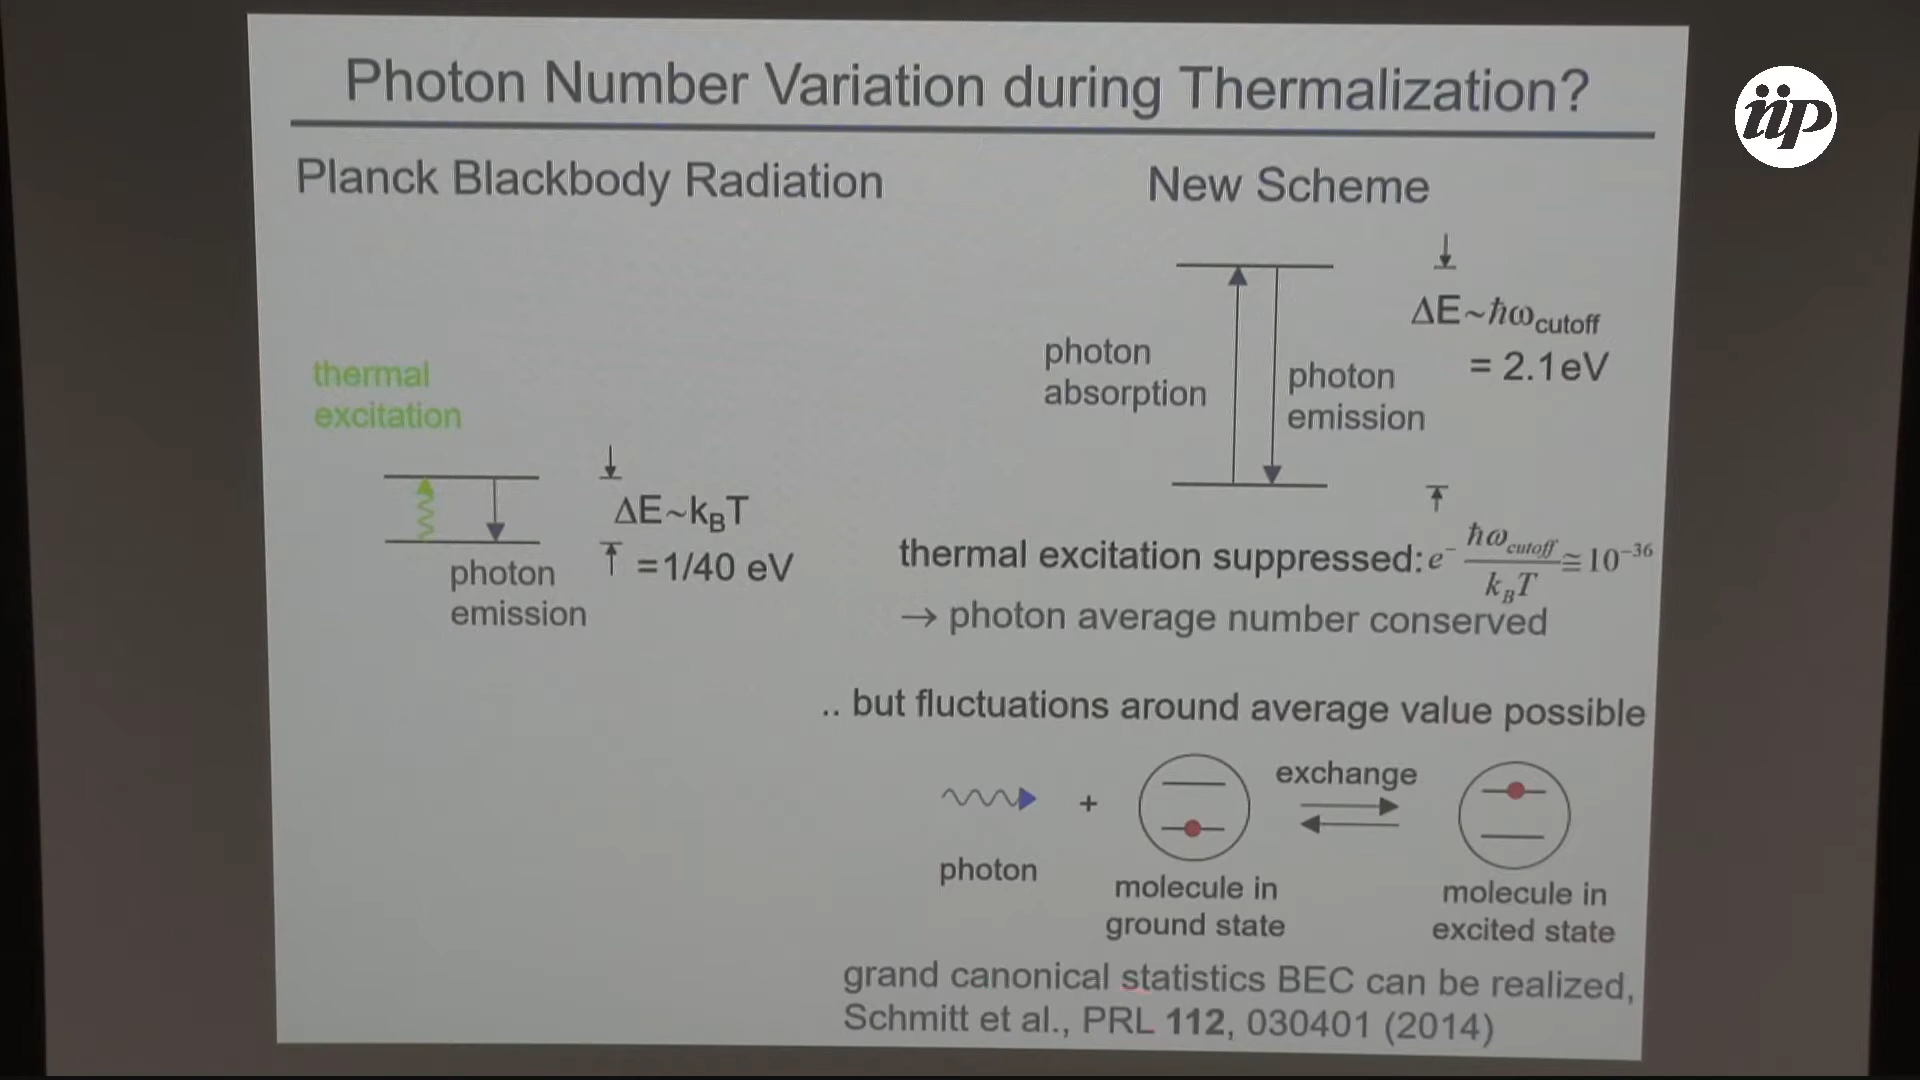 Photon Number Variation during Thermalization?
iip
Planck Blackbody Radiation
New Scheme
thermal
excitation
ΔE~k_BT
=1/40 eV
photon
emission
photon
absorption
photon
emission
ΔE~ℏω_cutoff
= 2.1eV
thermal excitation suppressed: e^{-ℏω_cutoff/k_BT} ≅ 10^{-36}
→ photon average number conserved
.. but fluctuations around average value possible
photon
+
molecule in
ground state
exchange
molecule in
excited state
grand canonical statistics BEC can be realized,
Schmitt et al., PRL 112, 030401 (2014)